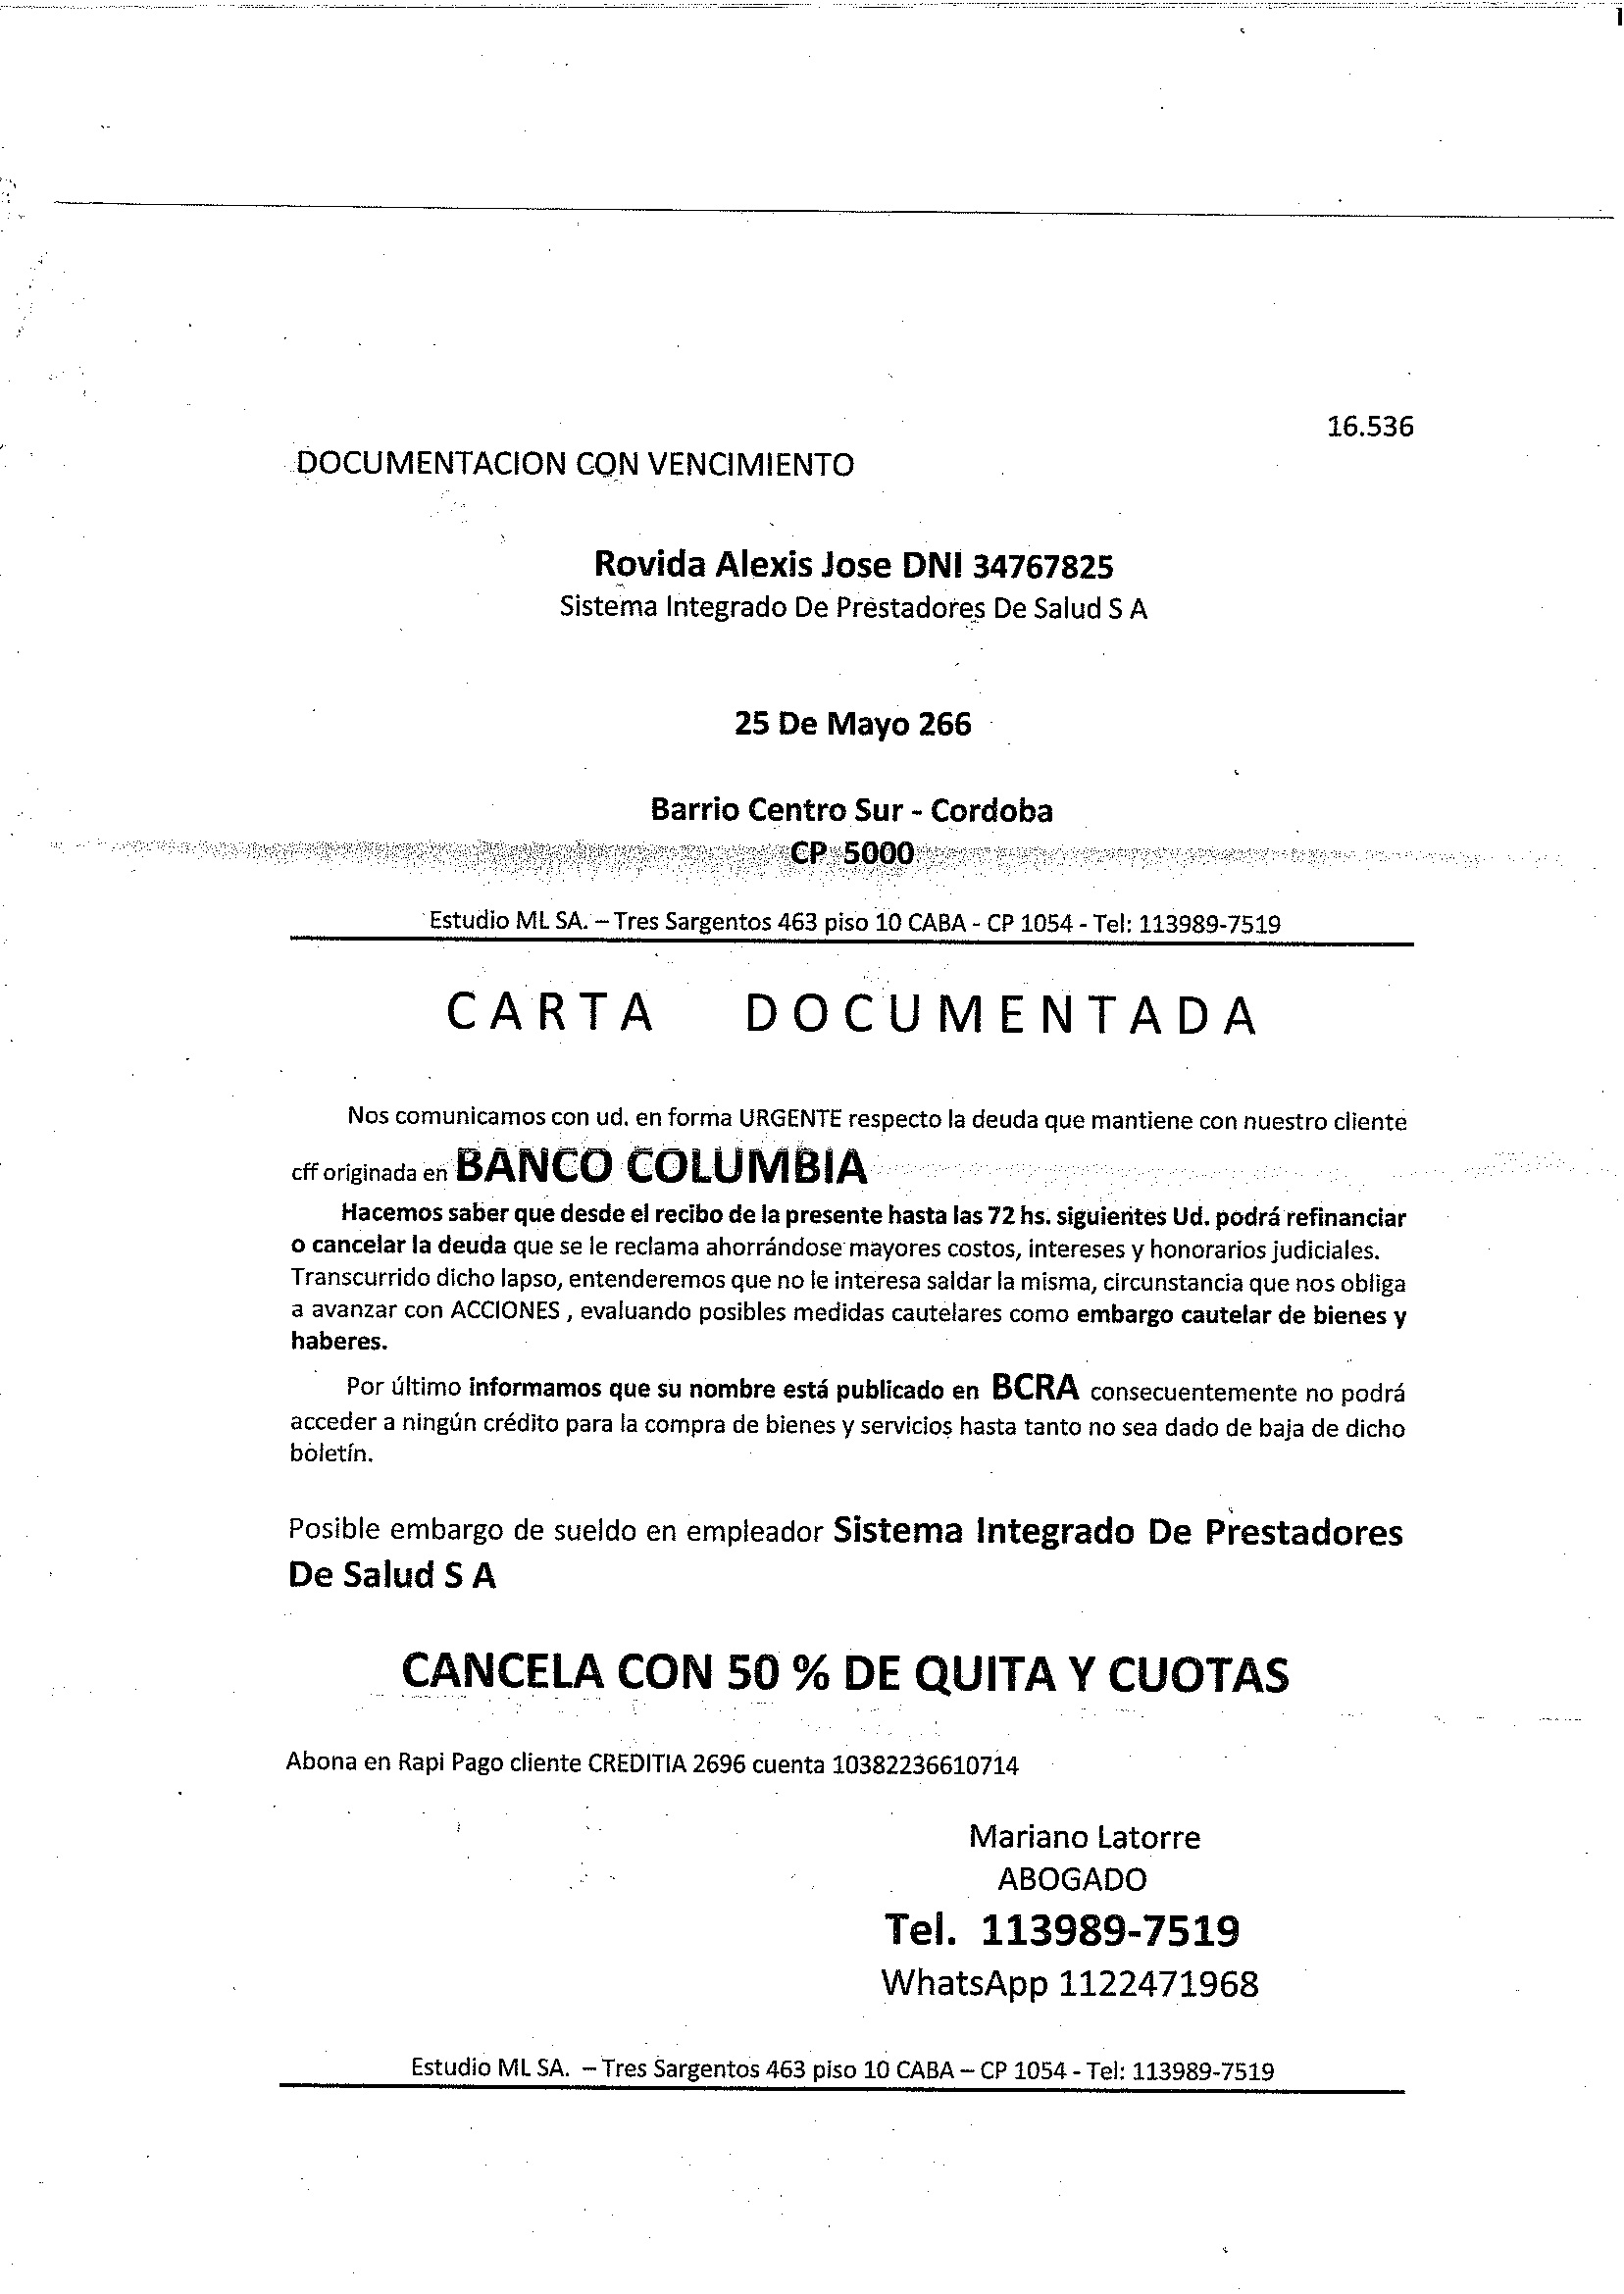 16.536
DOCUMENTACION CON VENCIMIENTO
Rovida Alexis Jose DNI 34767825
Sistema Integrado De Prestadores De Salud S A
25 De Mayo 266
Barrio Centro Sur - Cordoba
CP 5000
Estudio ML SA. – Tres Sargentos 463 piso 10 CABA - CP 1054 - Tel: 113989-7519
CARTA DOCUMENTADA
Nos comunicamos con ud. en forma URGENTE respecto la deuda que mantiene con nuestro cliente
cff originada en BANCO COLUMBIA
Hacemos saber que desde el recibo de la presente hasta las 72 hs. siguientes Ud. podrá refinanciar
o cancelar la deuda que se le reclama ahorrándose mayores costos, intereses y honorarios judiciales.
Transcurrido dicho lapso, entenderemos que no le interesa saldar la misma, circunstancia que nos obliga
a avanzar con ACCIONES , evaluando posibles medidas cautelares como embargo cautelar de bienes y
haberes.
Por último informamos que su nombre está publicado en BCRA consecuentemente no podrá
acceder a ningún crédito para la compra de bienes y servicios hasta tanto no sea dado de baja de dicho
boletín.
Posible embargo de sueldo en empleador Sistema Integrado De Prestadores
De Salud S A
CANCELA CON 50 % DE QUITA Y CUOTAS
Abona en Rapi Pago cliente CREDITIA 2696 cuenta 10382236610714
Mariano Latorre
ABOGADO
Tel. 113989-7519
WhatsApp 1122471968
Estudio ML SA. – Tres Sargentos 463 piso 10 CABA – CP 1054 - Tel: 113989-7519